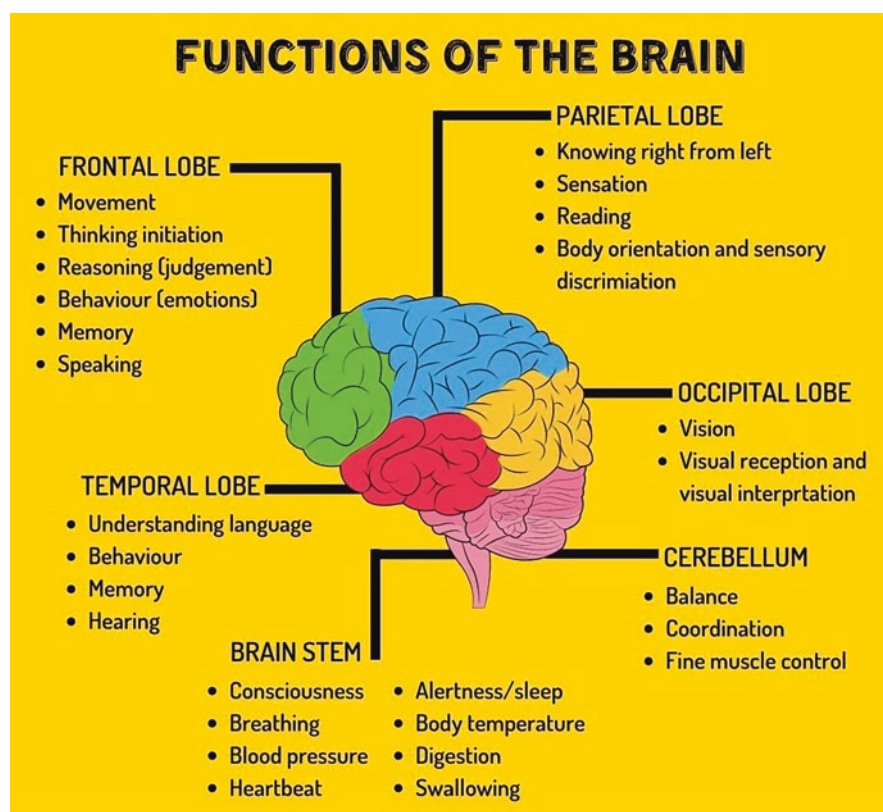 FUNCTIONS OF THE BRAIN
PARIETAL LOBE
• Knowing right from left
• Sensation
• Reading
• Body orientation and sensory
discrimiation
FRONTAL LOBE
• Movement
• Thinking initiation
• Reasoning (judgement)
• Behaviour (emotions)
• Memory
• Speaking
OCCIPITAL LOBE
• Vision
• Visual reception and
visual interprtation
TEMPORAL LOBE
• Understanding language
• Behaviour
• Memory
• Hearing
CEREBELLUM
• Balance
• Coordination
• Fine muscle control
BRAIN STEM
• Consciousness
• Breathing
• Blood pressure
• Heartbeat
• Alertness/sleep
• Body temperature
• Digestion
• Swallowing